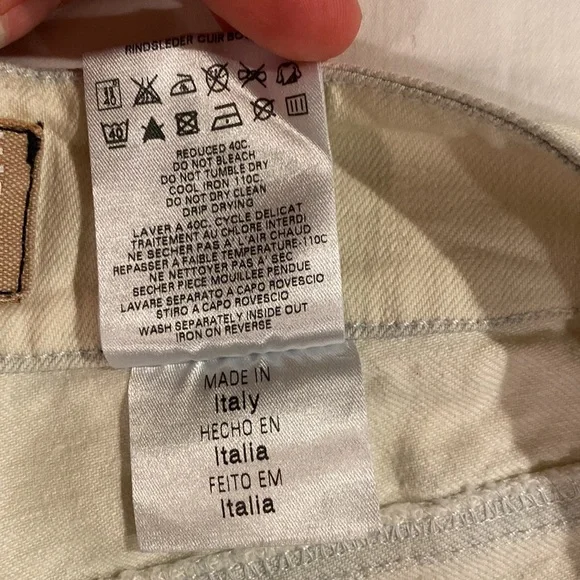 RINDSLEDER CUIR
40
REDUCED 40C.
DO NOT BLEACH
DO NOT TUMBLE DRY
COOL IRON 110C.
DO NOT DRY CLEAN
DRIP DRYING
LAVER A 40C. CYCLE DELICAT
TRAITEMENT AU CHLORE INTERDI
NE SECHER PAS A' L'AIR CHAUD
REPASSER A FAIBLE TEMPERATURE:110C
NE NETTOYER PAS A' SEC
SECHER PIECE MOUILLEE PENDUE
LAVARE SEPARATO A CAPO ROVESCIO
STIRO A CAPO ROVESCIO
WASH SEPARATELY INSIDE OUT
IRON ON REVERSE
MADE IN
Italy
HECHO EN
Italia
FEITO EM
Italia